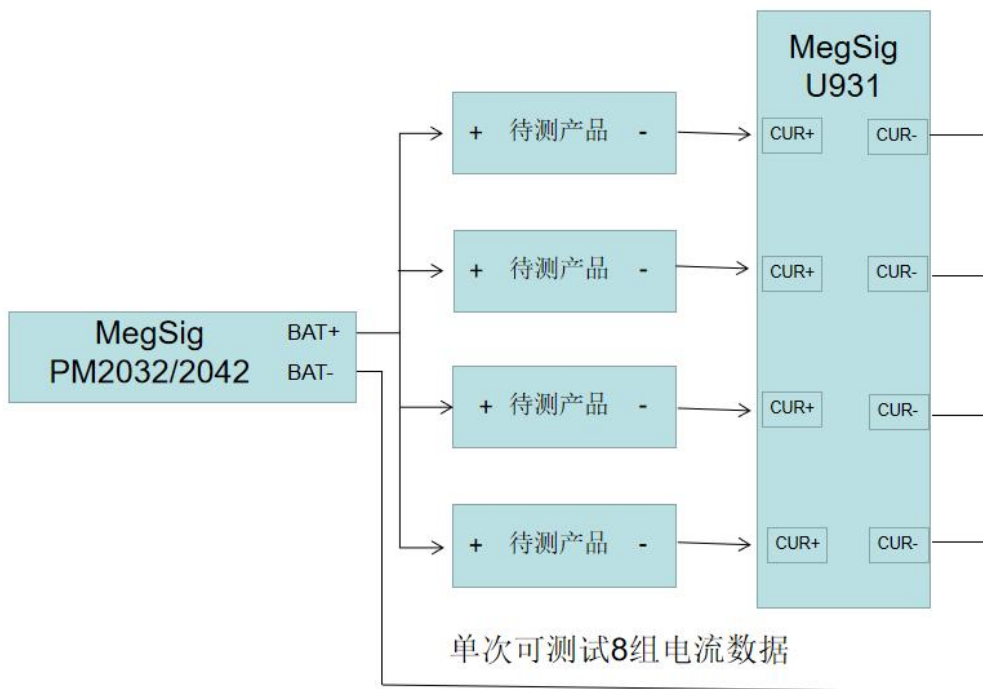 MegSig
U931
+ 待测产品 -
CUR+
CUR-
+ 待测产品 -
CUR+
CUR-
MegSig
PM2032/2042
BAT+
BAT-
+ 待测产品 -
CUR+
CUR-
+ 待测产品 -
CUR+
CUR-
单次可测试8组电流数据